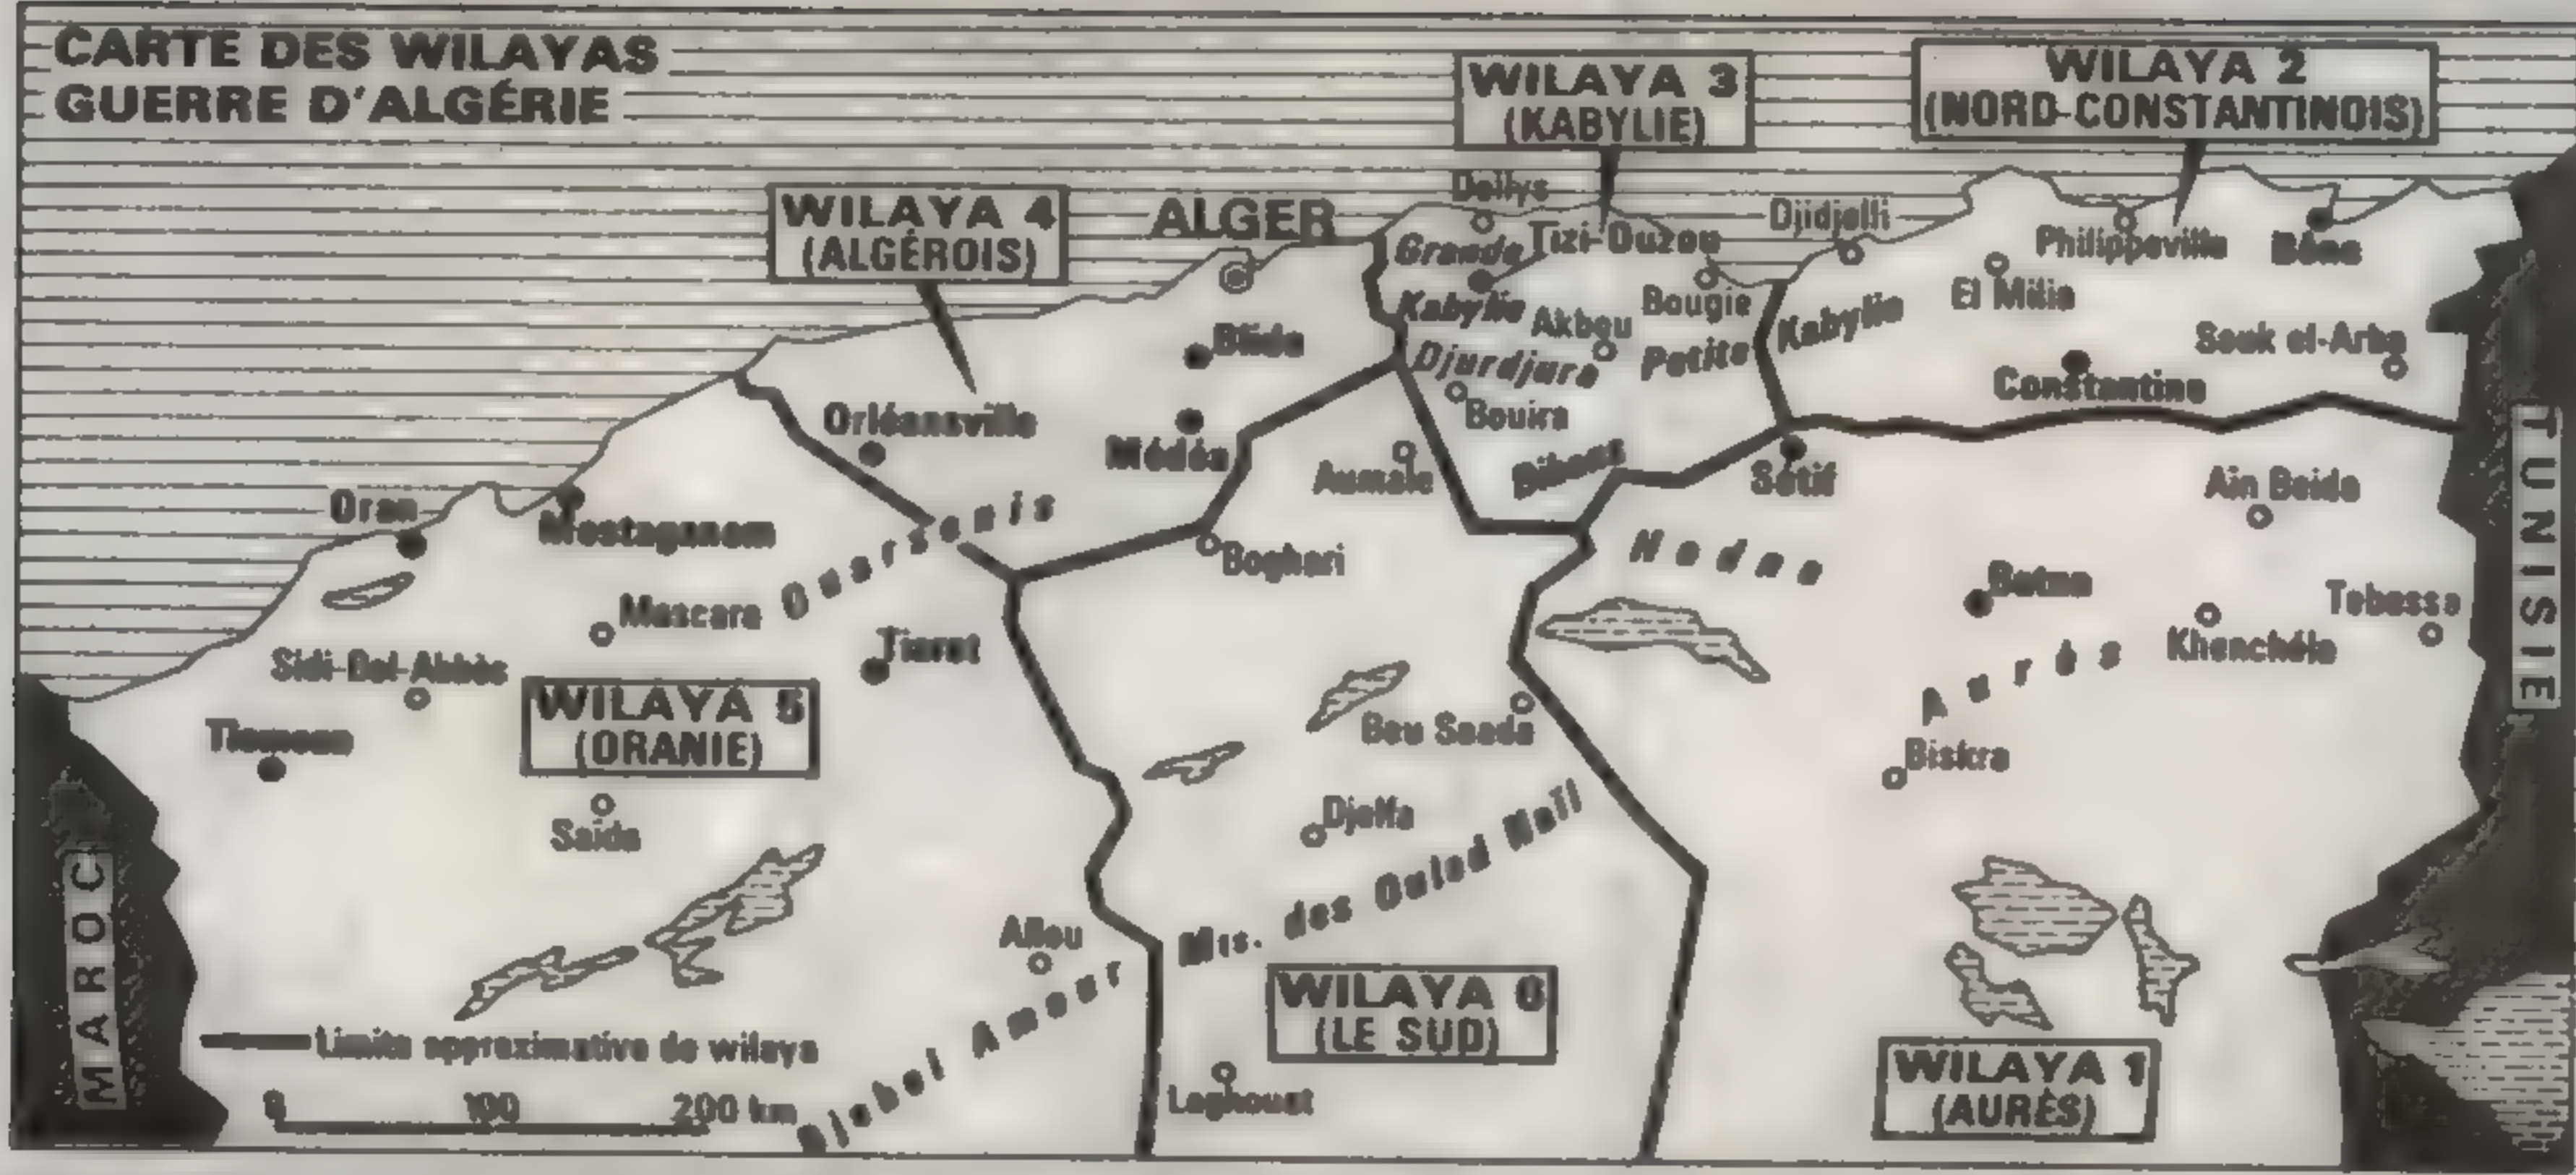 CARTE DES WILAYAS
GUERRE D'ALGÉRIE
WILAYA 3
(KABYLIE)
WILAYA 2
(NORD-CONSTANTINOIS)
WILAYA 4
(ALGÉROIS)
ALGER
Dellys
Tizi-Ouzou
Djidjelli
Philippeville
Bône
Grande
Kabylie
Bougie
El Milia
Akbou
Petite Kabylie
Souk el-Arba
Blida
Djurdjura
Constantine
Orléansville
Bouira
Médéa
Aumale
Bibans
Sétif
Aïn Beida
Oran
Mostaganem
Ouarsenis
Boghari
Hodna
TUNISIE
Mascara
Batna
Tebessa
Tiaret
Khenchéla
Sidi-Bel-Abbès
Aurès
WILAYA 5
(ORANIE)
Bou Saada
Tlemcen
Biskra
Saïda
Djelfa
MAROC
Aflou
Mts. des Ouled Naïl
WILAYA 6
(LE SUD)
Djebel Amour
Limite approximative de wilaya
WILAYA 1
(AURÈS)
0 100 200 km
Laghouat